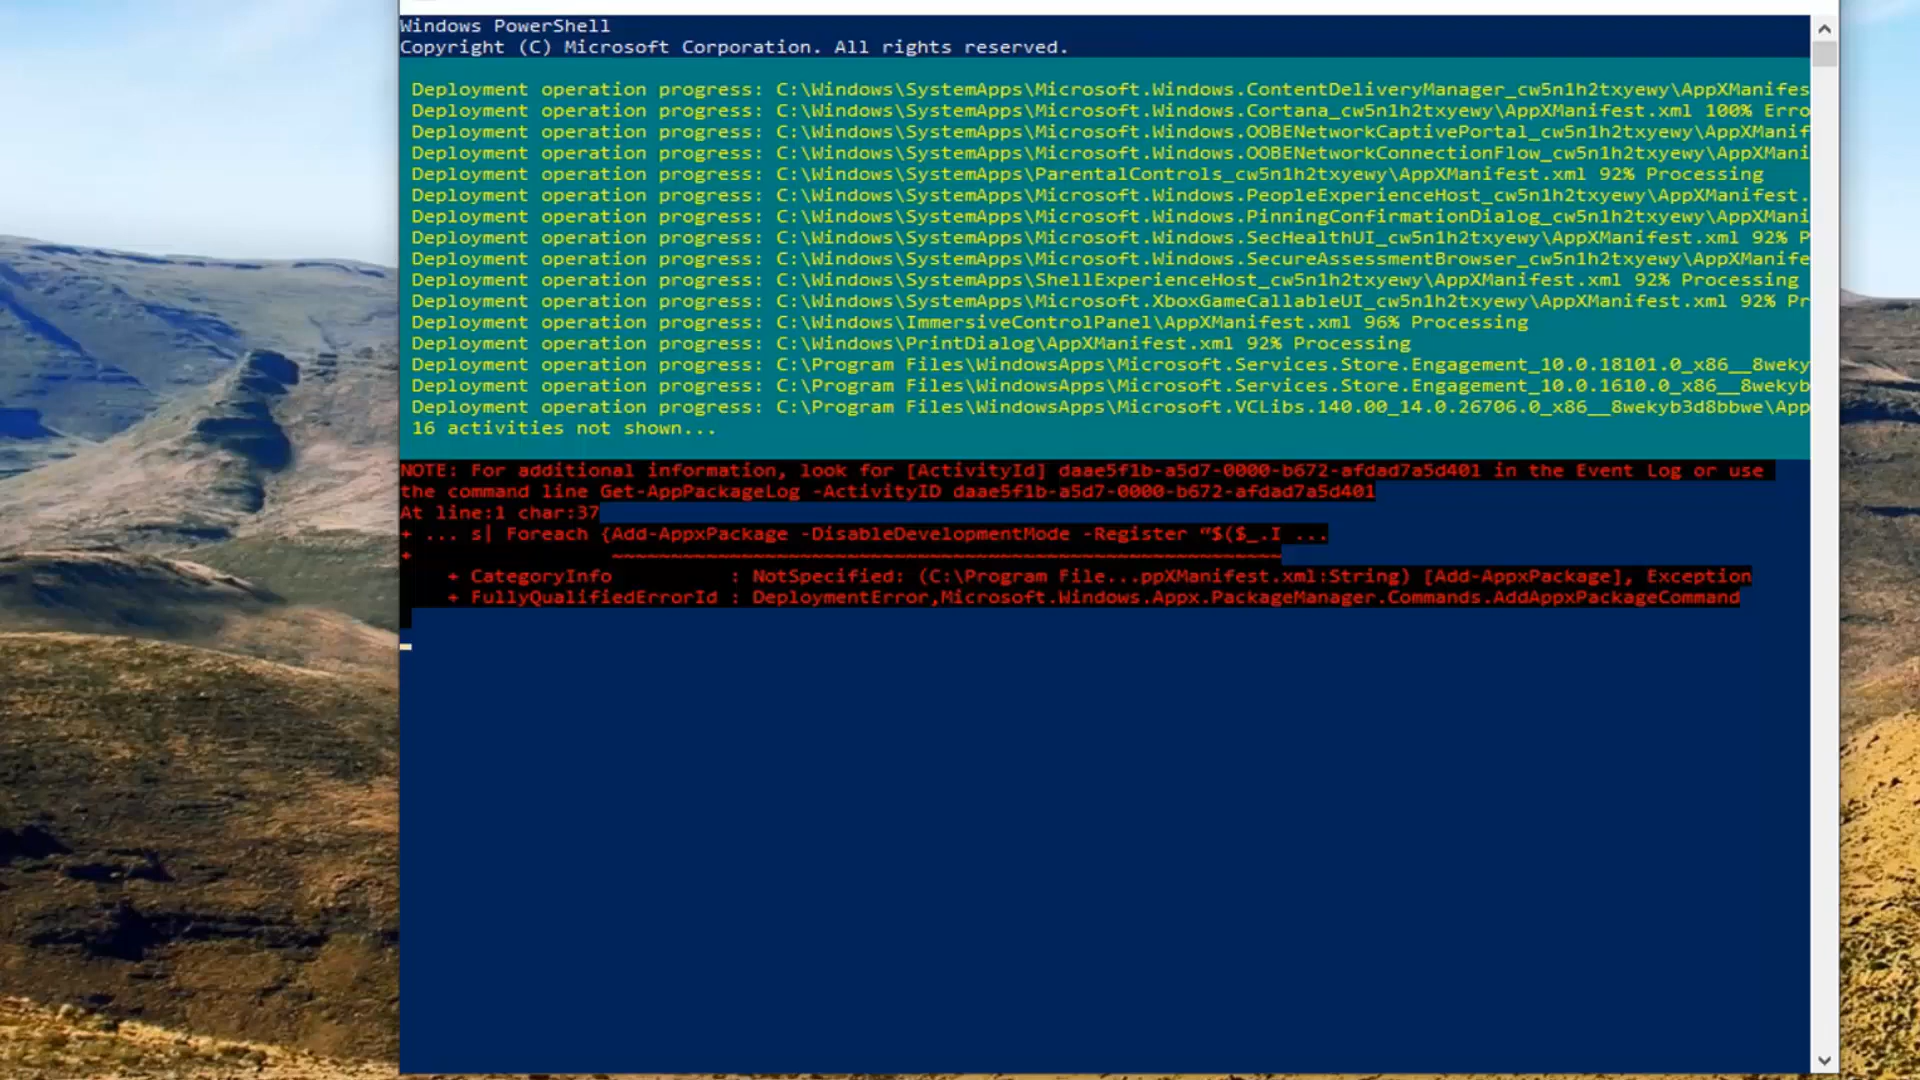 Windows PowerShell
Copyright (C) Microsoft Corporation. All rights reserved.
Deployment operation progress: C:\Windows\SystemApps\Microsoft.Windows.ContentDeliveryManager_cw5n1h2txyewy\AppXManifes
Deployment operation progress: C:\Windows\SystemApps\Microsoft.Windows.Cortana_cw5n1h2txyewy\AppXManifest.xml 100% Erro
Deployment operation progress: C:\Windows\SystemApps\Microsoft.Windows.OOBENetworkCaptivePortal_cw5n1h2txyewy\AppXManif
Deployment operation progress: C:\Windows\SystemApps\Microsoft.Windows.OOBENetworkConnectionFlow_cw5n1h2txyewy\AppXMani
Deployment operation progress: C:\Windows\SystemApps\ParentalControls_cw5n1h2txyewy\AppXManifest.xml 92% Processing
Deployment operation progress: C:\Windows\SystemApps\Microsoft.Windows.PeopleExperienceHost_cw5n1h2txyewy\AppXManifest.
Deployment operation progress: C:\Windows\SystemApps\Microsoft.Windows.PinningConfirmationDialog_cw5n1h2txyewy\AppXMani
Deployment operation progress: C:\Windows\SystemApps\Microsoft.Windows.SecHealthUI_cw5n1h2txyewy\AppXManifest.xml 92% P
Deployment operation progress: C:\Windows\SystemApps\Microsoft.Windows.SecureAssessmentBrowser_cw5n1h2txyewy\AppXManife
Deployment operation progress: C:\Windows\SystemApps\ShellExperienceHost_cw5n1h2txyewy\AppXManifest.xml 92% Processing
Deployment operation progress: C:\Windows\SystemApps\Microsoft.XboxGameCallableUI_cw5n1h2txyewy\AppXManifest.xml 92% Pr
Deployment operation progress: C:\Windows\ImmersiveControlPanel\AppXManifest.xml 96% Processing
Deployment operation progress: C:\Windows\PrintDialog\AppXManifest.xml 92% Processing
Deployment operation progress: C:\Program Files\WindowsApps\Microsoft.Services.Store.Engagement_10.0.18101.0_x86__8weky
Deployment operation progress: C:\Program Files\WindowsApps\Microsoft.Services.Store.Engagement_10.0.1610.0_x86__8wekyb
Deployment operation progress: C:\Program Files\WindowsApps\Microsoft.VCLibs.140.00_14.0.26706.0_x86__8wekyb3d8bbwe\App
16 activities not shown...
NOTE: For additional information, look for [ActivityId] daae5f1b-a5d7-0000-b672-afdad7a5d401 in the Event Log or use
the command line Get-AppPackageLog -ActivityID daae5f1b-a5d7-0000-b672-afdad7a5d401
At line:1 char:37
+ ... s| Foreach {Add-AppxPackage -DisableDevelopmentMode -Register “$($_.I ...
+ ~~~~~~~~~~~~~~~~~~~~~~~~~~~~~~~~~~~~~~~~~~~~~~~~~~~~~~~~~
+ CategoryInfo : NotSpecified: (C:\Program File...ppXManifest.xml:String) [Add-AppxPackage], Exception
+ FullyQualifiedErrorId : DeploymentError,Microsoft.Windows.Appx.PackageManager.Commands.AddAppxPackageCommand